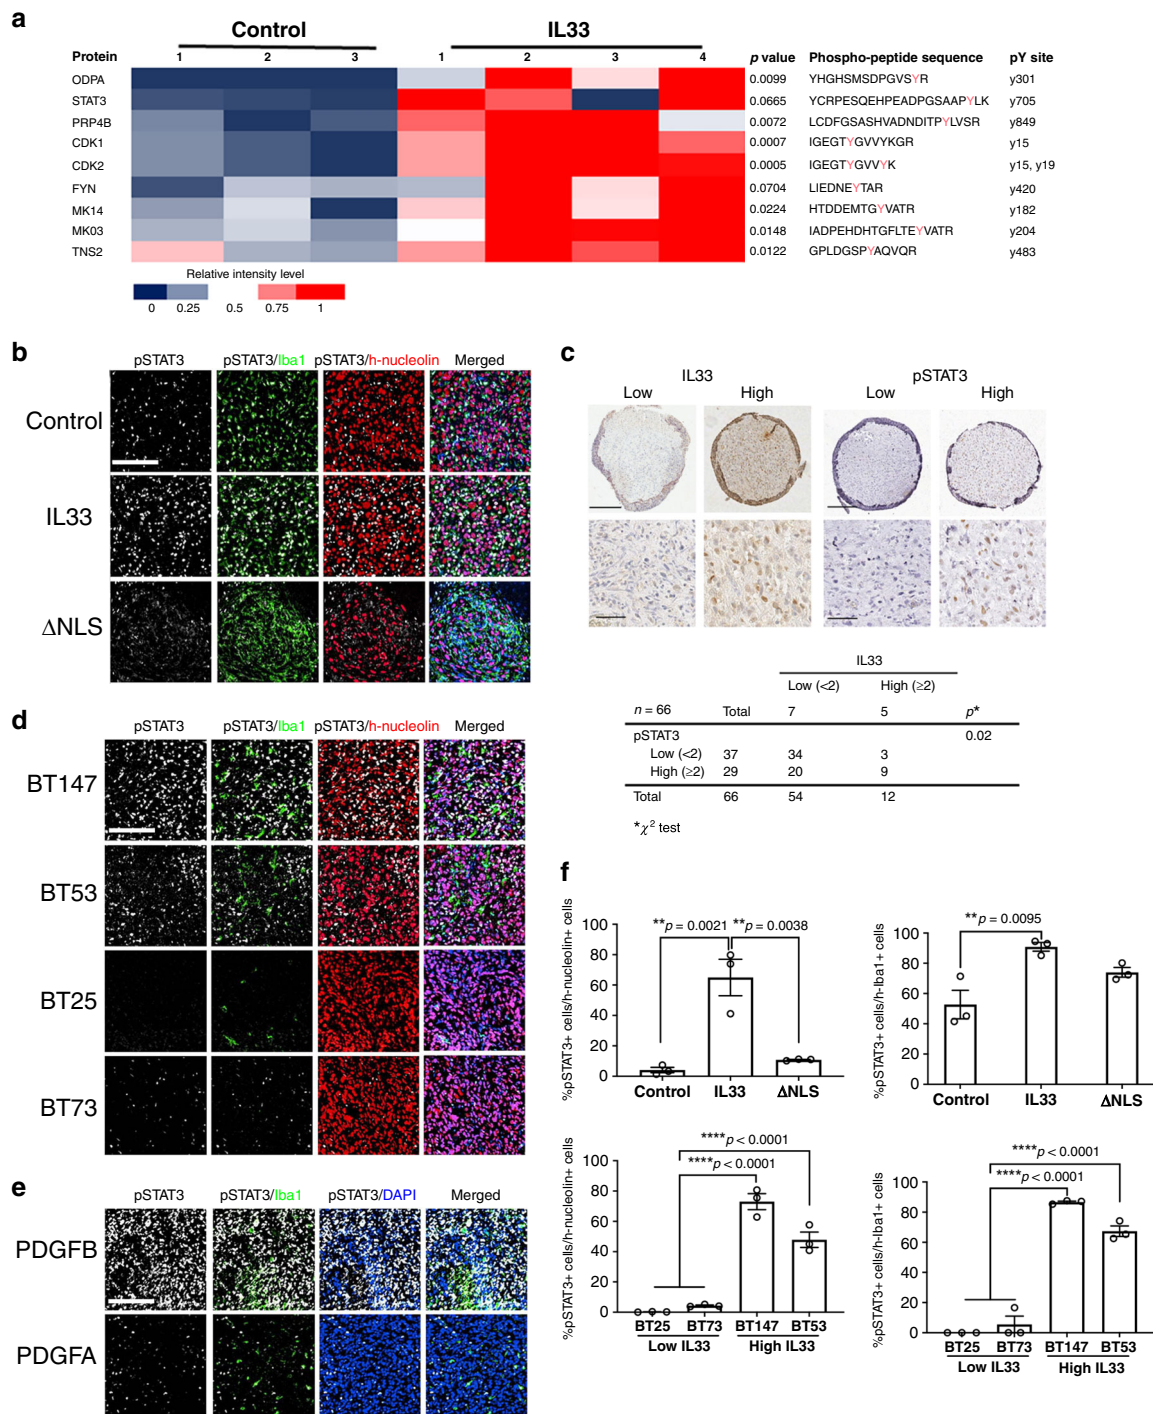 a
Control IL33
Protein 1 2 3 1 2 3 4 p value Phospho-peptide sequence pY site
ODPA 0.0099 YHGHSMSDPGVSYR y301
STAT3 0.0665 YCRPESQEHPEADPGSAAPYLK y705
PRP4B 0.0072 LCDFGSASHVADNDITPYLVSR y849
CDK1 0.0007 IGEGTYGVVYKGR y15
CDK2 0.0005 IGEGTYGVVYK y15, y19
FYN 0.0704 LIEDNEYTAR y420
MK14 0.0224 HTDDEMTGYVATR y182
MK03 0.0148 IADPEHDHTGFLTEYVATR y204
TNS2 0.0122 GPLDGSPYAQVQR y483
Relative intensity level
0 0.25 0.5 0.75 1
b
pSTAT3 pSTAT3/Iba1 pSTAT3/h-nucleolin Merged
Control
IL33
ΔNLS
c
IL33 pSTAT3
Low High Low High
IL33
Low (<2) High (≥2)
n = 66 Total 7 5 p*
pSTAT3 0.02
Low (<2) 37 34 3
High (≥2) 29 20 9
Total 66 54 12
*χ² test
d
pSTAT3 pSTAT3/Iba1 pSTAT3/h-nucleolin Merged
BT147
BT53
BT25
BT73
e
pSTAT3 pSTAT3/Iba1 pSTAT3/DAPI Merged
PDGFB
PDGFA
f
%pSTAT3+ cells/h-nucleolin+ cells
100
80
60
40
20
0
**p = 0.0021 **p = 0.0038
Control IL33 ΔNLS
%pSTAT3+ cells/h-Iba1+ cells
100
80
60
40
20
0
**p = 0.0095
Control IL33 ΔNLS
%pSTAT3+ cells/h-nucleolin+ cells
100
80
60
40
20
0
****p < 0.0001
****p < 0.0001
BT25 BT73 BT147 BT53
Low IL33 High IL33
%pSTAT3+ cells/h-Iba1+ cells
100
80
60
40
20
0
****p < 0.0001
****p < 0.0001
BT25 BT73 BT147 BT53
Low IL33 High IL33